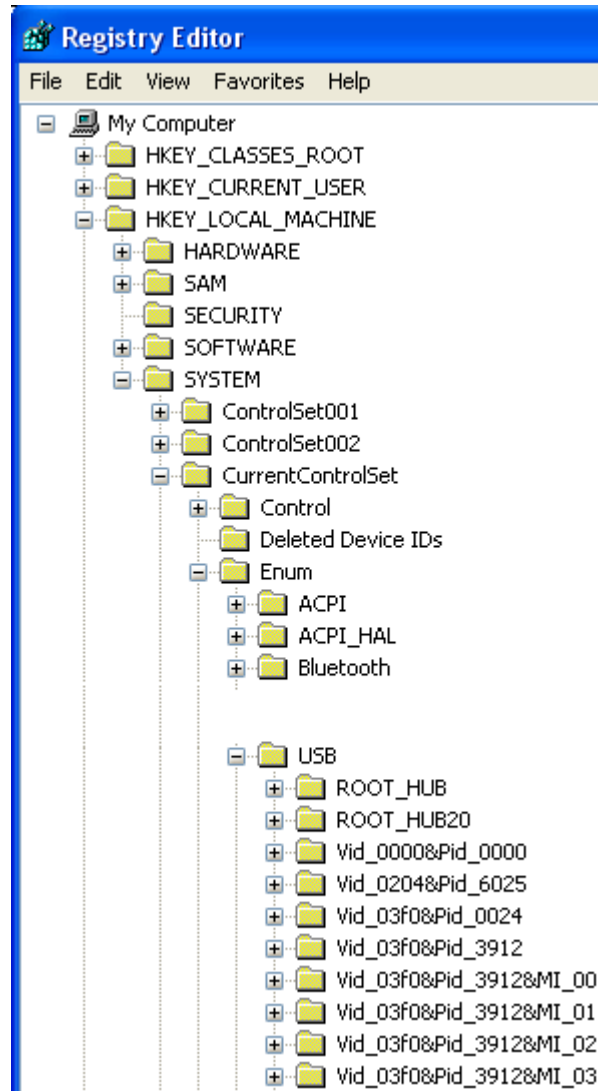 Registry Editor
File Edit View Favorites Help
My Computer
HKEY_CLASSES_ROOT
HKEY_CURRENT_USER
HKEY_LOCAL_MACHINE
HARDWARE
SAM
SECURITY
SOFTWARE
SYSTEM
ControlSet001
ControlSet002
CurrentControlSet
Control
Deleted Device IDs
Enum
ACPI
ACPI_HAL
Bluetooth
USB
ROOT_HUB
ROOT_HUB20
Vid_0000&Pid_0000
Vid_0204&Pid_6025
Vid_03f0&Pid_0024
Vid_03f0&Pid_3912
Vid_03f0&Pid_3912&MI_00
Vid_03f0&Pid_3912&MI_01
Vid_03f0&Pid_3912&MI_02
Vid_03f0&Pid_3912&MI_03